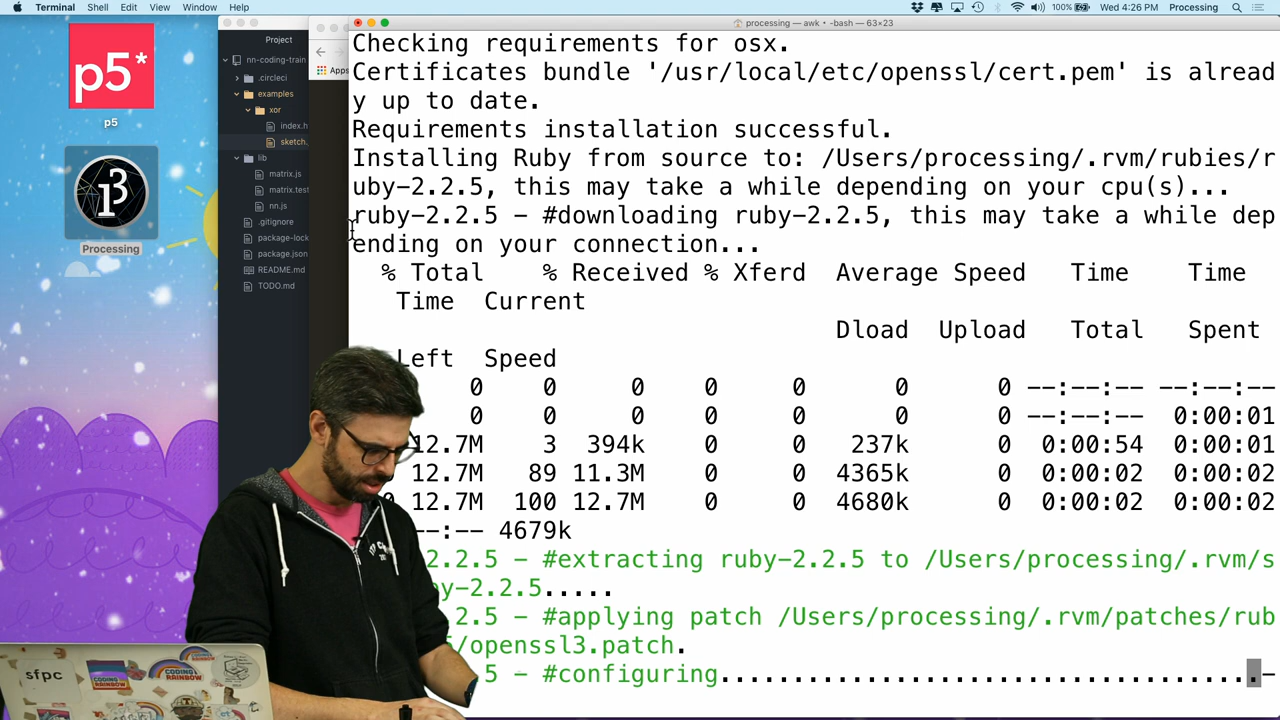 Terminal Shell Edit View Window Help
100% Wed 4:26 PM Processing
processing — awk • -bash — 63×23
p5*
p5
Processing
Project
nn-coding-train
.circleci
examples
xor
index.h
sketch.
lib
matrix.js
matrix.test
nn.js
.gitignore
package-lock
package.json
README.md
TODO.md
Apps
Checking requirements for osx.
Certificates bundle '/usr/local/etc/openssl/cert.pem' is alread
y up to date.
Requirements installation successful.
Installing Ruby from source to: /Users/processing/.rvm/rubies/r
uby-2.2.5, this may take a while depending on your cpu(s)...
ruby-2.2.5 - #downloading ruby-2.2.5, this may take a while dep
ending on your connection...
% Total % Received % Xferd Average Speed Time Time
Time Current
Dload Upload Total Spent
Left Speed
0 0 0 0 0 0 0 --:--:-- --:--:--
0 0 0 0 0 0 0 --:--:-- 0:00:01
12.7M 3 394k 0 0 237k 0 0:00:54 0:00:01
12.7M 89 11.3M 0 0 4365k 0 0:00:02 0:00:02
12.7M 100 12.7M 0 0 4680k 0 0:00:02 0:00:02
--:-- 4679k
2.2.5 - #extracting ruby-2.2.5 to /Users/processing/.rvm/s
by-2.2.5.....
2.5 - #applying patch /Users/processing/.rvm/patches/rub
5/openssl3.patch.
5 - #configuring.....................................-
sfpc
CODING RAINBOW
CODING RAINBOW